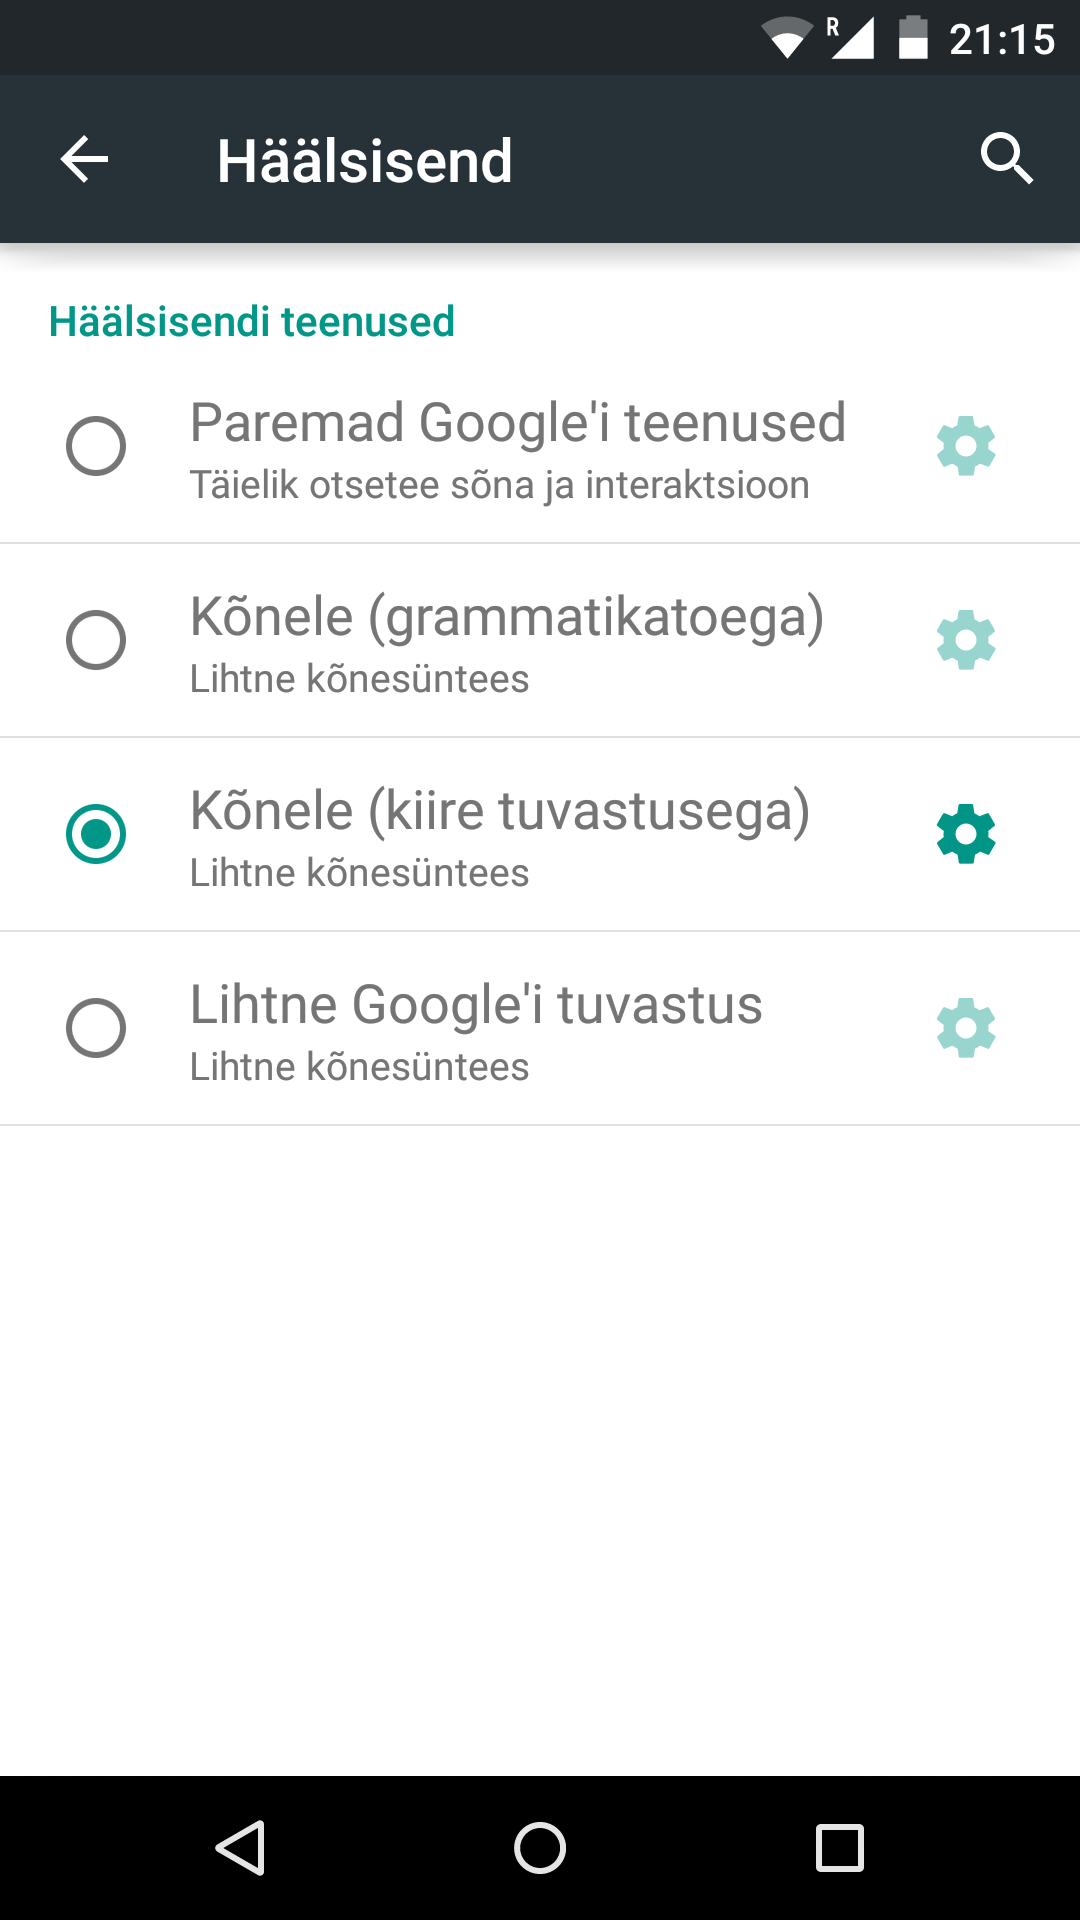 R 21:15
Häälsisend
Häälsisendi teenused
Paremad Google'i teenused
Täielik otsetee sõna ja interaktsioon
Kõnele (grammatikatoega)
Lihtne kõnesüntees
Kõnele (kiire tuvastusega)
Lihtne kõnesüntees
Lihtne Google'i tuvastus
Lihtne kõnesüntees